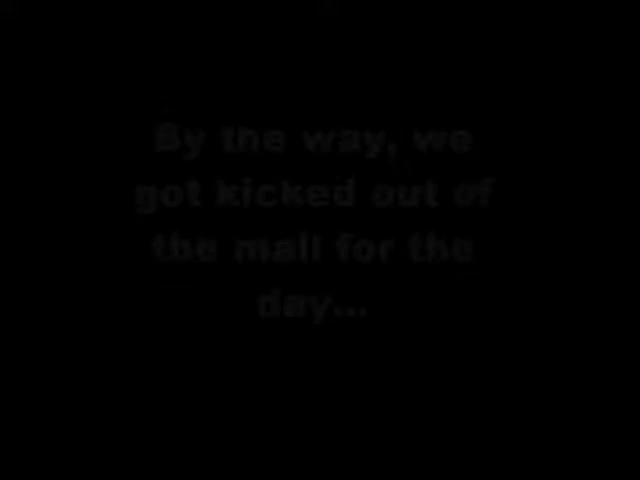 By the way, we
got kicked out of
the mall for the
day...